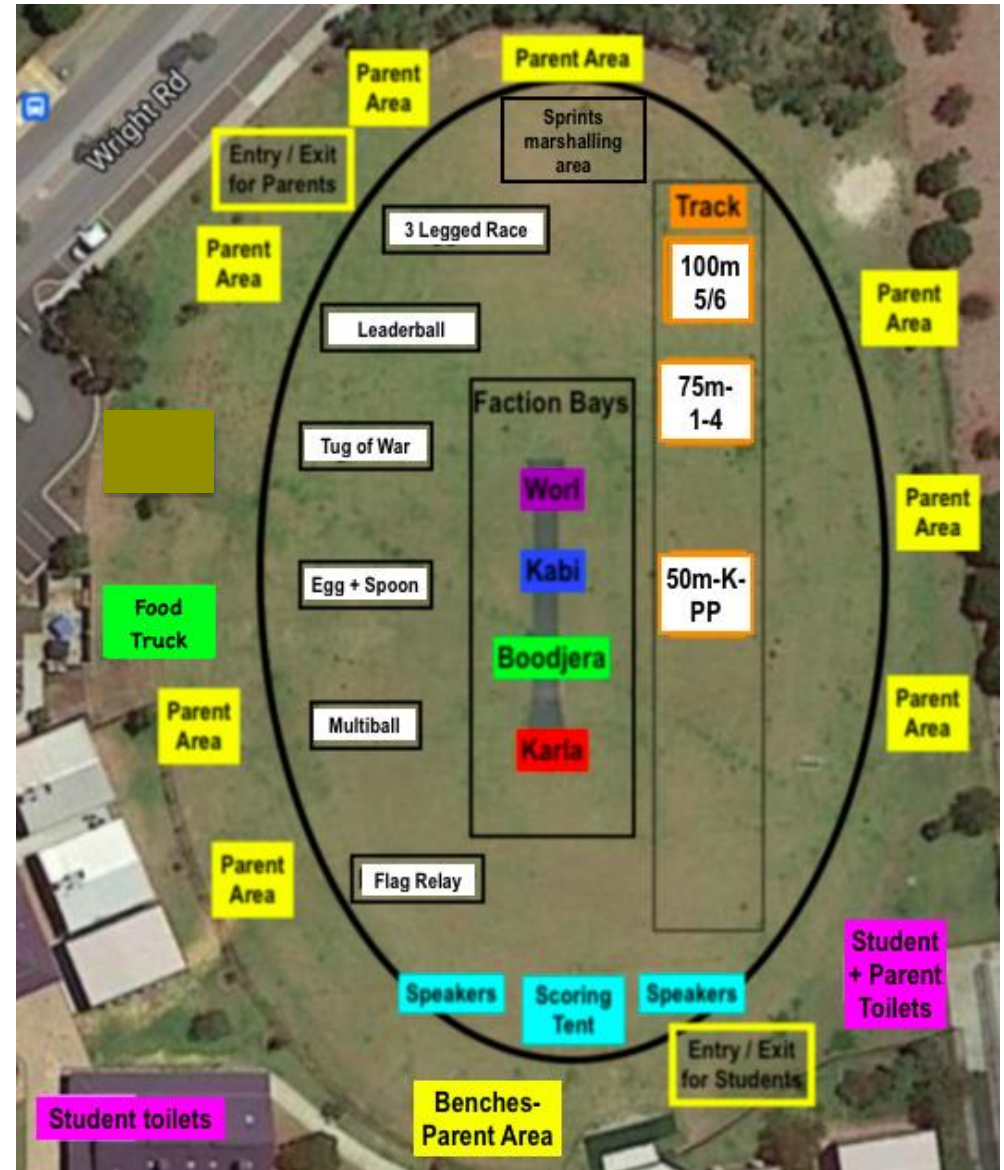 Parent Area
Parent
Area
Sprints
marshalling
area
Wright Rd
Entry / Exit
for Parents
3 Legged Race
Track
Parent
Area
100m
5/6
Parent
Area
Leaderball
75m-
1-4
Faction Bays
Tug of War
Worl
Parent
Area
Egg + Spoon
Kabi
50m-K-
PP
Food
Truck
Boodjera
Parent
Area
Multiball
Parent
Area
Karla
Parent
Area
Flag Relay
Student
+ Parent
Toilets
Speakers
Scoring
Tent
Speakers
Entry / Exit
for Students
Student toilets
Benches-
Parent Area